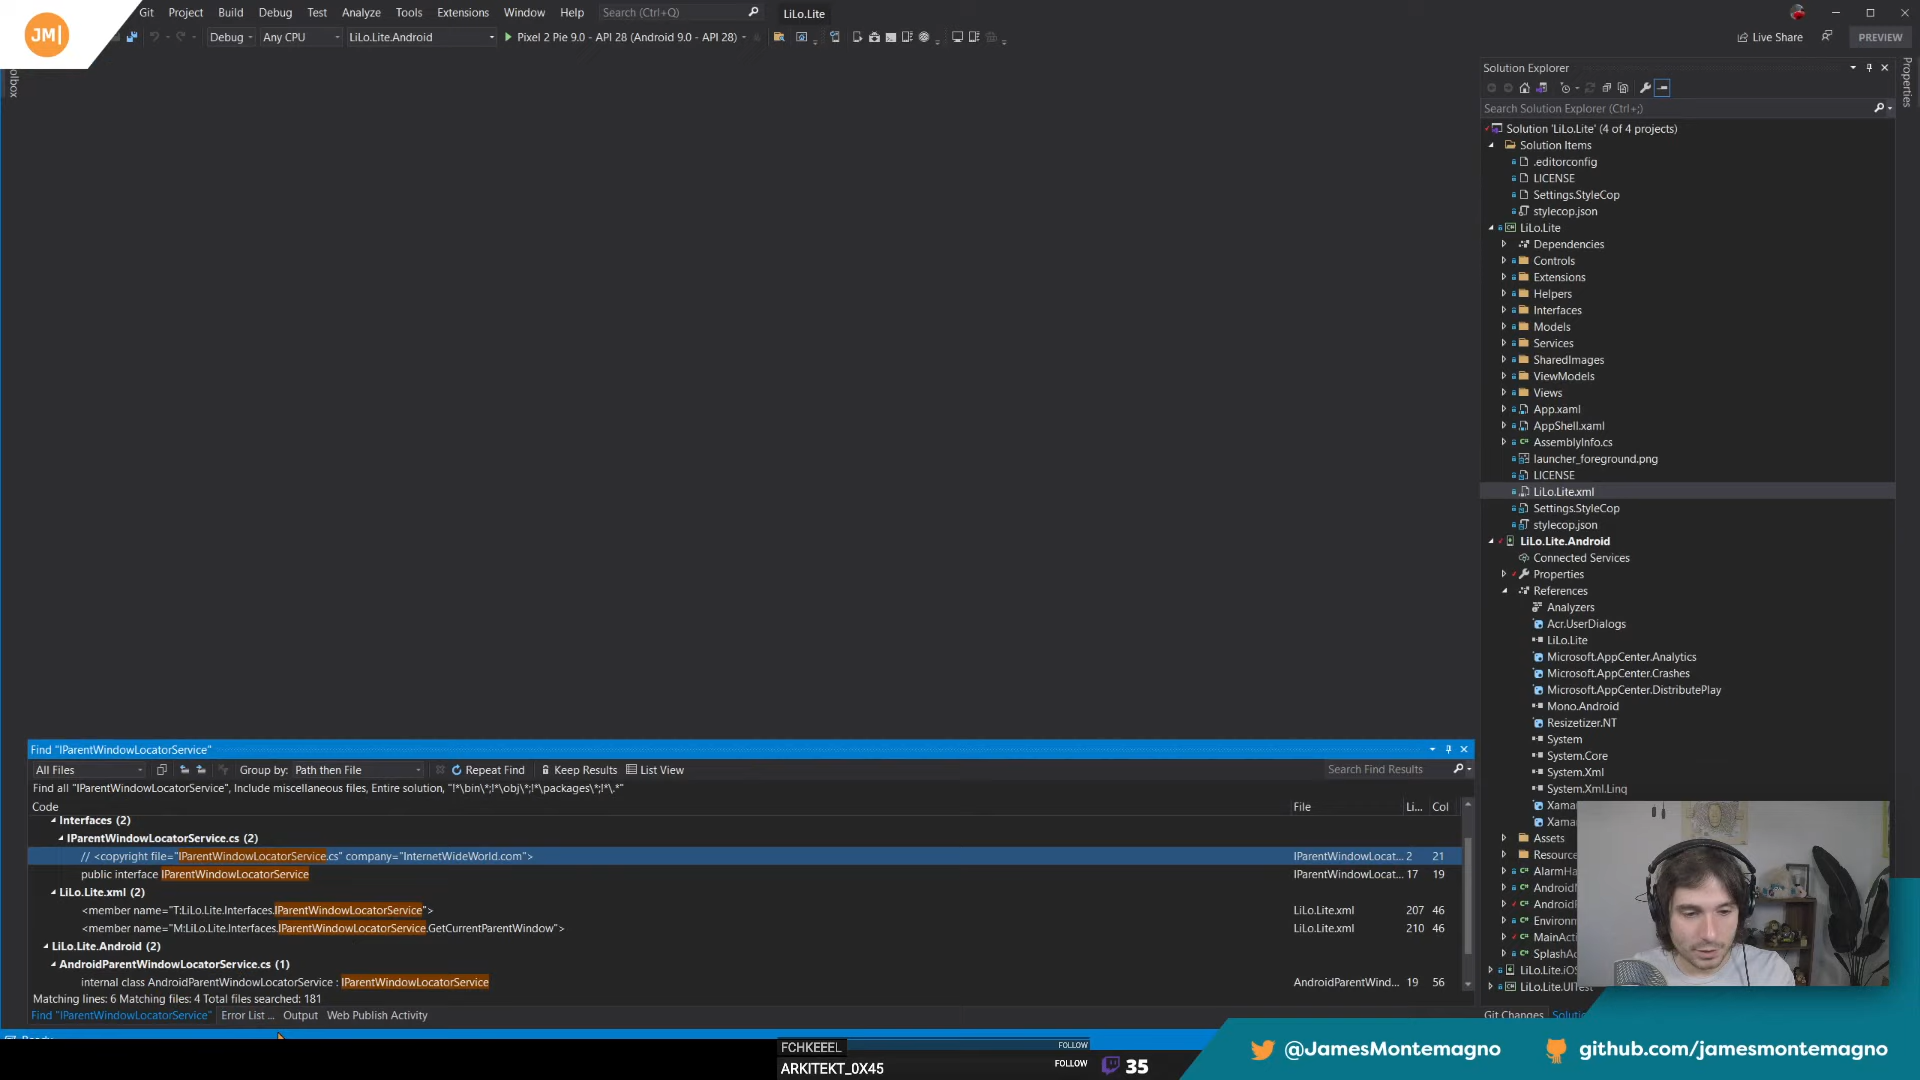 JM|
Git Project Build Debug Test Analyze Tools Extensions Window Help Search (Ctrl+Q) LiLo.Lite
Debug Any CPU LiLo.Lite.Android Pixel 2 Pie 9.0 - API 28 (Android 9.0 - API 28) Live Share PREVIEW
Properties
Solution Explorer
Search Solution Explorer (Ctrl+;)
Solution 'LiLo.Lite' (4 of 4 projects)
Solution Items
.editorconfig
LICENSE
Settings.StyleCop
stylecop.json
LiLo.Lite
Dependencies
Controls
Extensions
Helpers
Interfaces
Models
Services
SharedImages
ViewModels
Views
App.xaml
AppShell.xaml
AssemblyInfo.cs
launcher_foreground.png
LICENSE
LiLo.Lite.xml
Settings.StyleCop
stylecop.json
LiLo.Lite.Android
Connected Services
Properties
References
Analyzers
Acr.UserDialogs
LiLo.Lite
Microsoft.AppCenter.Analytics
Microsoft.AppCenter.Crashes
Microsoft.AppCenter.DistributePlay
Mono.Android
Resizetizer.NT
System
System.Core
System.Xml
System.Xml.Linq
Xama
Xama
Assets
Resourc
AlarmHa
Android
AndroidP
Environ
MainActi
SplashAc
LiLo.Lite.iOS
LiLo.Lite.UITest
Git Changes Soluti
Find "IParentWindowLocatorService"
All Files Group by: Path then File Repeat Find Keep Results List View Search Find Results
Find all "IParentWindowLocatorService", Include miscellaneous files, Entire solution, "!*\bin\*;!*\obj\*;!*\packages\*;!*\.*"
Code File Li... Col
Interfaces (2)
IParentWindowLocatorService.cs (2)
// <copyright file="IParentWindowLocatorService.cs" company="InternetWideWorld.com"> IParentWindowLocat... 2 21
public interface IParentWindowLocatorService IParentWindowLocat... 17 19
LiLo.Lite.xml (2)
<member name="T:LiLo.Lite.Interfaces.IParentWindowLocatorService"> LiLo.Lite.xml 207 46
<member name="M:LiLo.Lite.Interfaces.IParentWindowLocatorService.GetCurrentParentWindow"> LiLo.Lite.xml 210 46
LiLo.Lite.Android (2)
AndroidParentWindowLocatorService.cs (1)
internal class AndroidParentWindowLocatorService : IParentWindowLocatorService AndroidParentWind... 19 56
Matching lines: 6 Matching files: 4 Total files searched: 181
Find "IParentWindowLocatorService" Error List ... Output Web Publish Activity
FCHKEEEL FOLLOW
ARKITEKT_0X45 FOLLOW 35
@JamesMontemagno github.com/jamesmontemagno